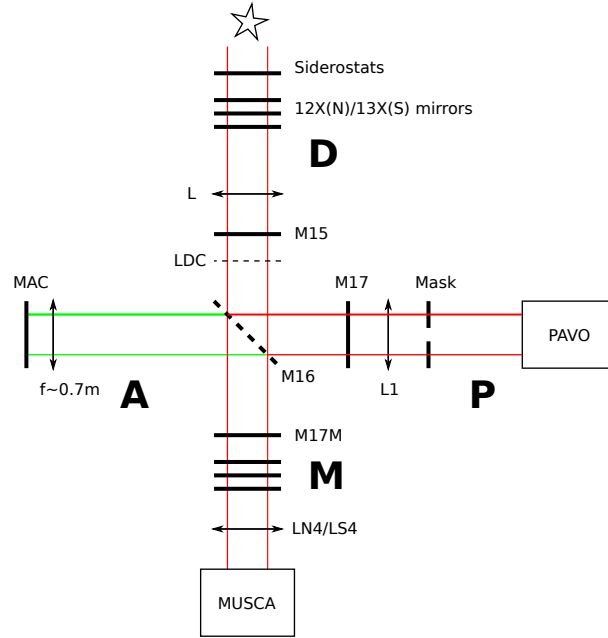 Siderostats
12X(N)/13X(S) mirrors
D
L
M15
LDC
MAC
M17
Mask
PAVO
M16
f~0.7m
A
L1
P
M17M
M
LN4/LS4
MUSCA